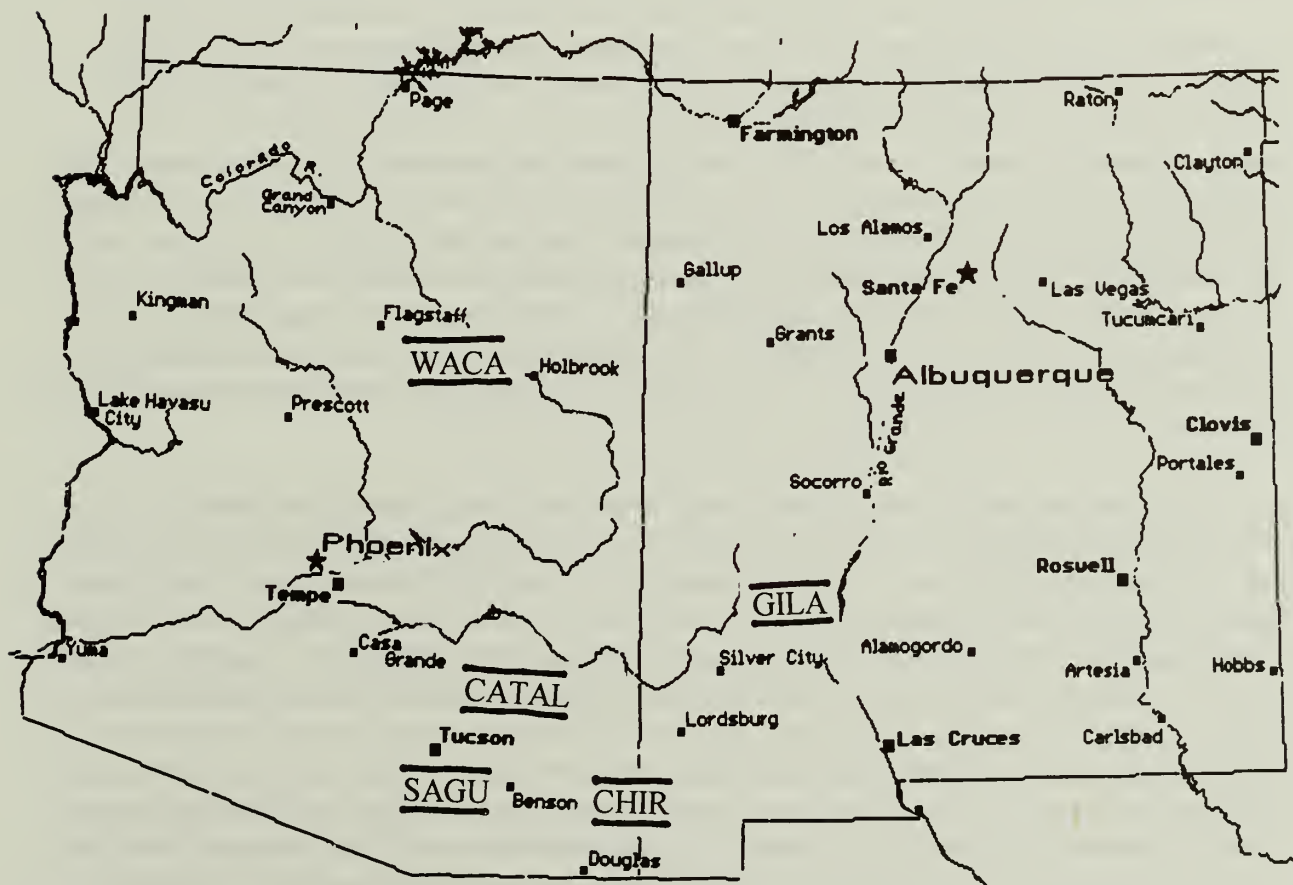 Page
Raton
Farmington
Clayton
Colorado R.
Grand
Canyon
Los Alamos
Gallup
Santa Fe
Las Vegas
Kingman
Flagstaff
Tucumcari
Grants
WACA
Holbrook
Albuquerque
Lake Havasu
City
Prescott
Rio Grande
Clovis
Portales
Socorro
Phoenix
Roswell
Tempe
GILA
Yuma
Casa
Grande
Silver City
Alamogordo
Artesia
Hobbs
CATAL
Lordsburg
Carlsbad
Tucson
Las Cruces
SAGU
Benson
CHIR
Douglas